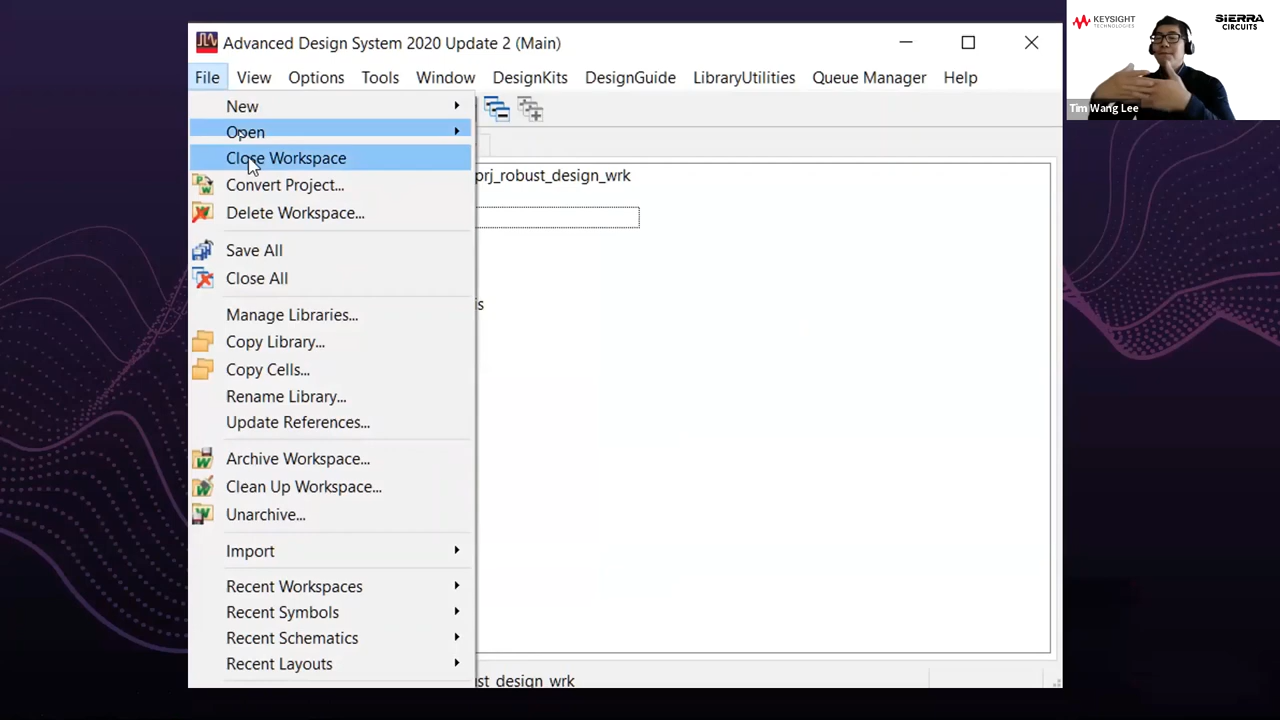 Advanced Design System 2020 Update 2 (Main)
File View Options Tools Window DesignKits DesignGuide LibraryUtilities Queue Manager Help
New
Open
Close Workspace
Convert Project...
Delete Workspace...
Save All
Close All
Manage Libraries...
Copy Library...
Copy Cells...
Rename Library...
Update References...
Archive Workspace...
Clean Up Workspace...
Unarchive...
Import
Recent Workspaces
Recent Symbols
Recent Schematics
Recent Layouts
prj_robust_design_wrk
is
ust_design_wrk
KEYSIGHT
TECHNOLOGIES
SIERRA
CIRCUITS
Tim Wang Lee